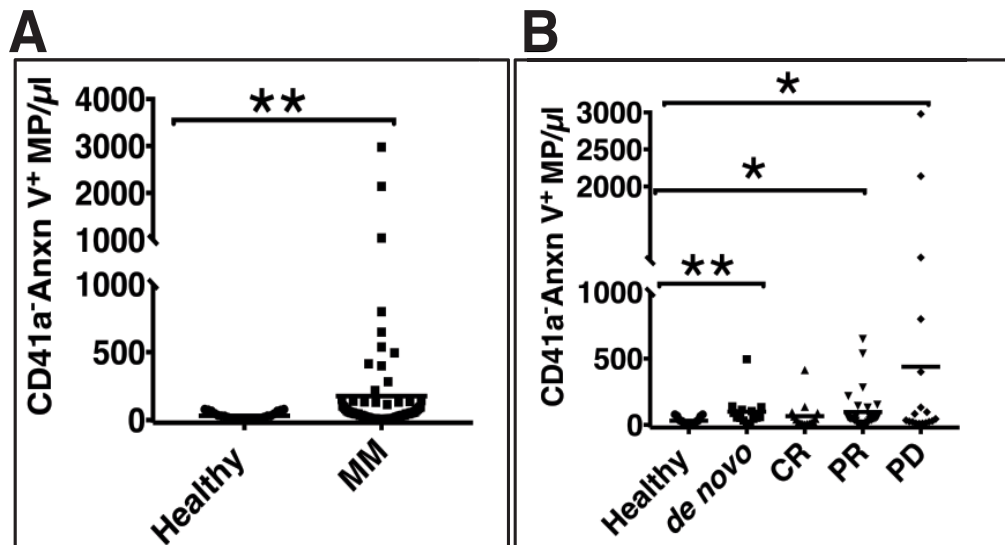 A
CD41a⁻Anxn V⁺ MP/µl
4000
3000
2000
1000
1000
500
0
**
Healthy
MM
B
CD41a⁻Anxn V⁺ MP/µl
3000
2500
2000
1000
500
0
*
*
**
Healthy
de novo
CR
PR
PD